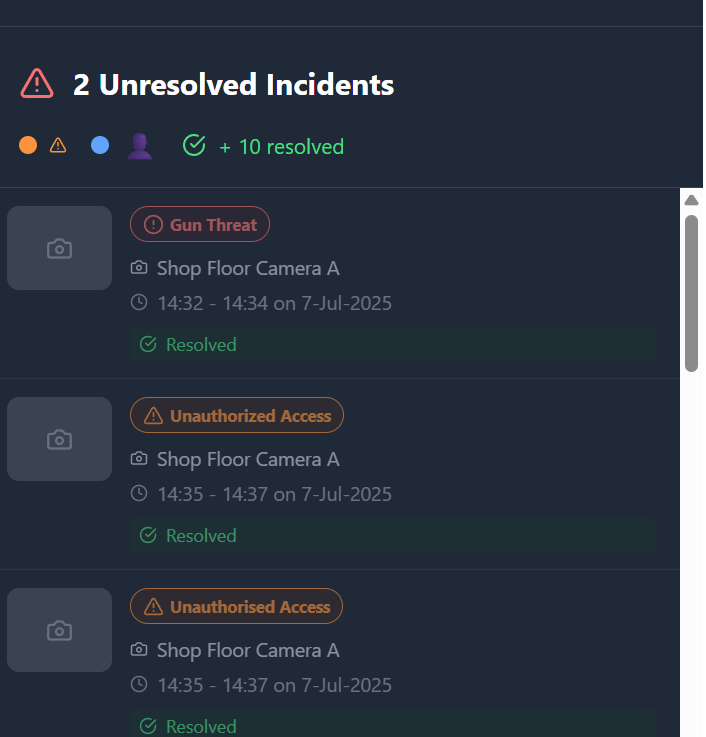 2 Unresolved Incidents
+ 10 resolved
Gun Threat
Shop Floor Camera A
14:32 - 14:34 on 7-Jul-2025
Resolved
Unauthorized Access
Shop Floor Camera A
14:35 - 14:37 on 7-Jul-2025
Resolved
Unauthorised Access
Shop Floor Camera A
14:35 - 14:37 on 7-Jul-2025
Resolved